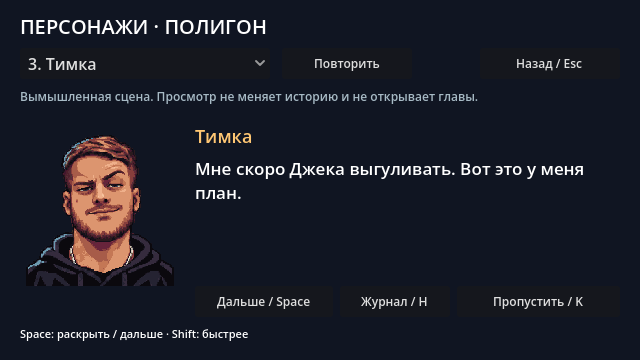 ПЕРСОНАЖИ · ПОЛИГОН
3. Тимка
Повторить
Назад / Esc
Вымышленная сцена. Просмотр не меняет историю и не открывает главы.
Тимка
Мне скоро Джека выгуливать. Вот это у меня
план.
Дальше / Space
Журнал / H
Пропустить / K
Space: раскрыть / дальше · Shift: быстрее